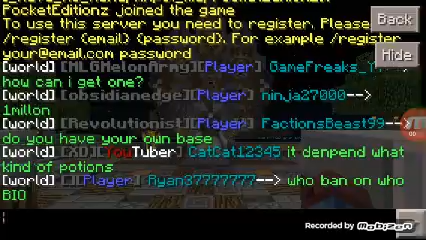 PocketEditionz joined the game
To use this server you need to register. Please
/register {email} {password}. For example /register
your@email.com password
Back
Hide
[world] [MLGMelonArmy] [Player] GameFreaks_Y
how can i get one?
[world] [obsidianedge] [Player] ninja27000-->
1millon
[world] [Revolutionist] [Player] FactionsBeast99-->
do you have your own base
[world] [XD] [YouTuber] CatCat12345 it denpend what
kind of potions
[world] [] [Player] Ryan37777777--> who ban on who
BIO
Recorded by Mobizen